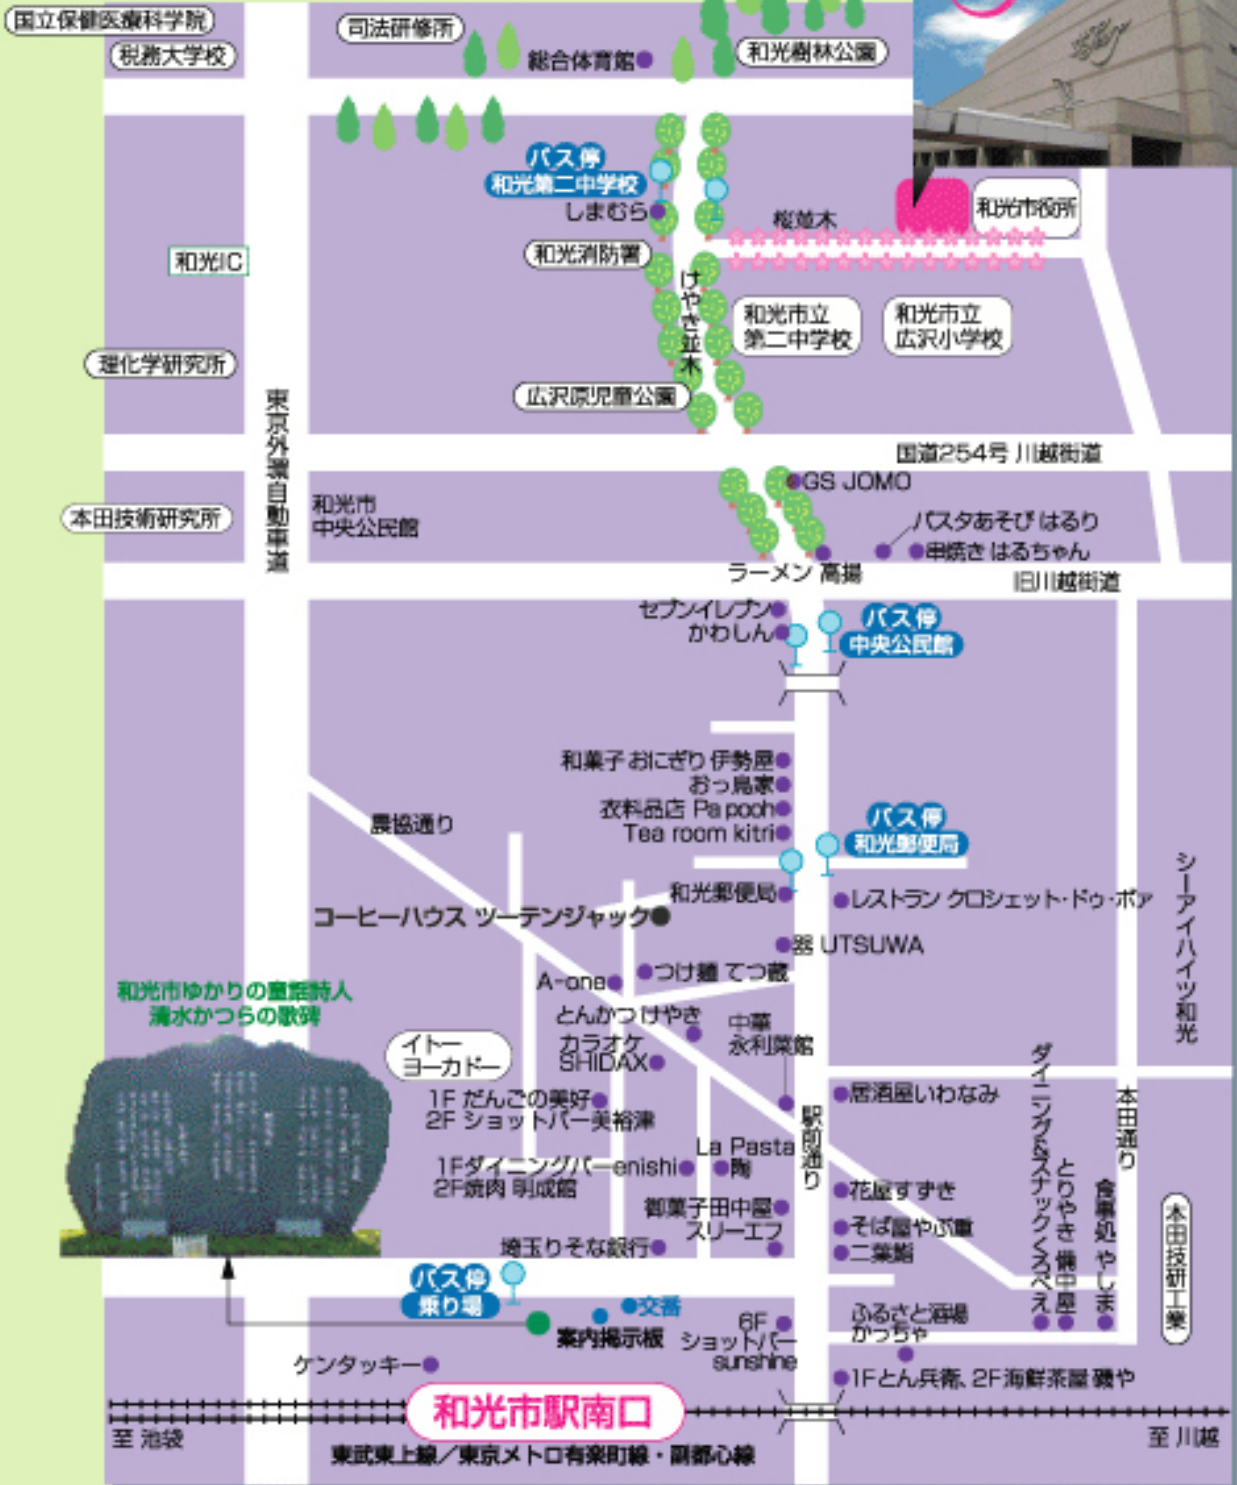 国立保健医療科学院
税務大学校
司法研修所
総合体育館
和光樹林公園
バス停
和光第二中学校
しまむら
桜並木
和光市役所
和光消防署
和光IC
けやき並木
和光市立
第二中学校
和光市立
広沢小学校
理化学研究所
広沢原児童公園
東京外環自動車道
国道254号 川越街道
GS JOMO
本田技術研究所
和光市
中央公民館
パスタあそび はるり
串焼き はるちゃん
ラーメン 高揚
旧川越街道
セブンイレブン
かわしん
バス停
中央公民館
和菓子 おにぎり 伊勢屋
おっ鳥家
衣料品店 Pa pooh
Tea room kitri
農協通り
バス停
和光郵便局
和光郵便局
レストラン クロシェット・ドゥ・ボア
コーヒーハウス ツーテンジャック
器 UTSUWA
シーアイハイツ和光
つけ麺 てつ蔵
A-one
和光市ゆかりの童謡詩人
清水かつらの歌碑
とんかつ けやき
中華
永利菜館
イトー
ヨーカドー
カラオケ
SHIDAX
1F だんごの美好
2F ショットバー美裕津
居酒屋いわなみ
駅前通り
本田通り
La Pasta
陶
1Fダイニングバーenishi
2F焼肉 明成館
花屋すずき
御菓子田中屋
スリーエフ
そば屋やぶ重
二葉鮨
埼玉りそな銀行
ダイニング&スナック くろべえ
とりやき 備中屋
食事処 やしま
本田技研工業
バス停
乗り場
交番
案内掲示板
6F
ショットバー
sunshine
ふるさと酒場
かっちゃ
ケンタッキー
1Fとん兵衛、2F海鮮茶屋 磯や
和光市駅南口
至 池袋
至 川越
東武東上線／東京メトロ有楽町線・副都心線